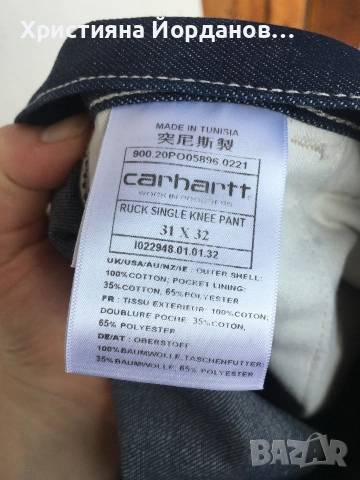 Християна Йорданов...
MADE IN TUNISIA
突尼斯製
900.20PO05896.0221
carhartt
WORK IN PROGRESS
RUCK SINGLE KNEE PANT
31 X 32
I022948.01.01.32
UK/USA/AU/NZ/IE : OUTER SHELL:
100%COTTON; POCKET LINING:
35%COTTON, 65%POLYESTER
FR : TISSU EXTERIEUR: 100%COTON;
DOUBLURE POCHE: 35%COTON,
65% POLYESTER
DE/AT : OBERSTOFF:
100%BAUMWOLLE,TASCHENFUTTER:
35% BAUMWOLLE, 65% POLYESTER
BAZAR